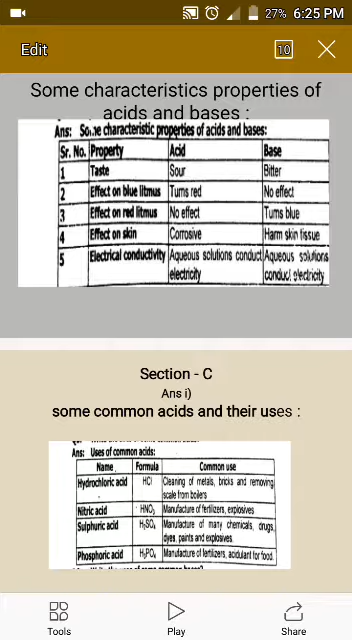 27% 6:25 PM
Edit
10
Some characteristics properties of
acids and bases :
Ans: Some characteristic properties of acids and bases:
Sr. No. Property Acid Base
1 Taste Sour Bitter
2 Effect on blue litmus Turns red No effect
3 Effect on red litmus No effect Turns blue
4 Effect on skin Corrosive Harm skin tissue
5 Electrical conductivity Aqueous solutions conduct Aqueous solutions
electricity conduct electricity
Section - C
Ans i)
some common acids and their uses :
Ans: Uses of common acids:
Name Formula Common use
Hydrochloric acid HCl Cleaning of metals, bricks and removing
scale from boilers
Nitric acid HNO₃ Manufacture of fertilizers, explosives
Sulphuric acid H₂SO₄ Manufacture of many chemicals, drugs,
dyes, paints and explosives.
Phosphoric acid H₃PO₄ Manufacture of fertilizers, acidulant for food.
Tools Play Share